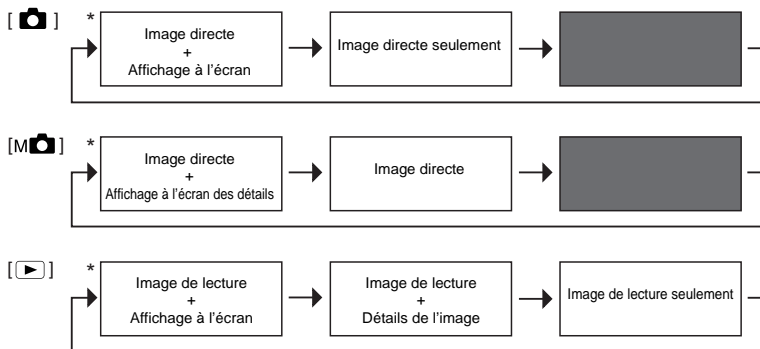 [ ] *
Image directe
+
Affichage à l'écran
Image directe seulement
[M ] *
Image directe
+
Affichage à l'écran des détails
Image directe
[ ] *
Image de lecture
+
Affichage à l'écran
Image de lecture
+
Détails de l'image
Image de lecture seulement